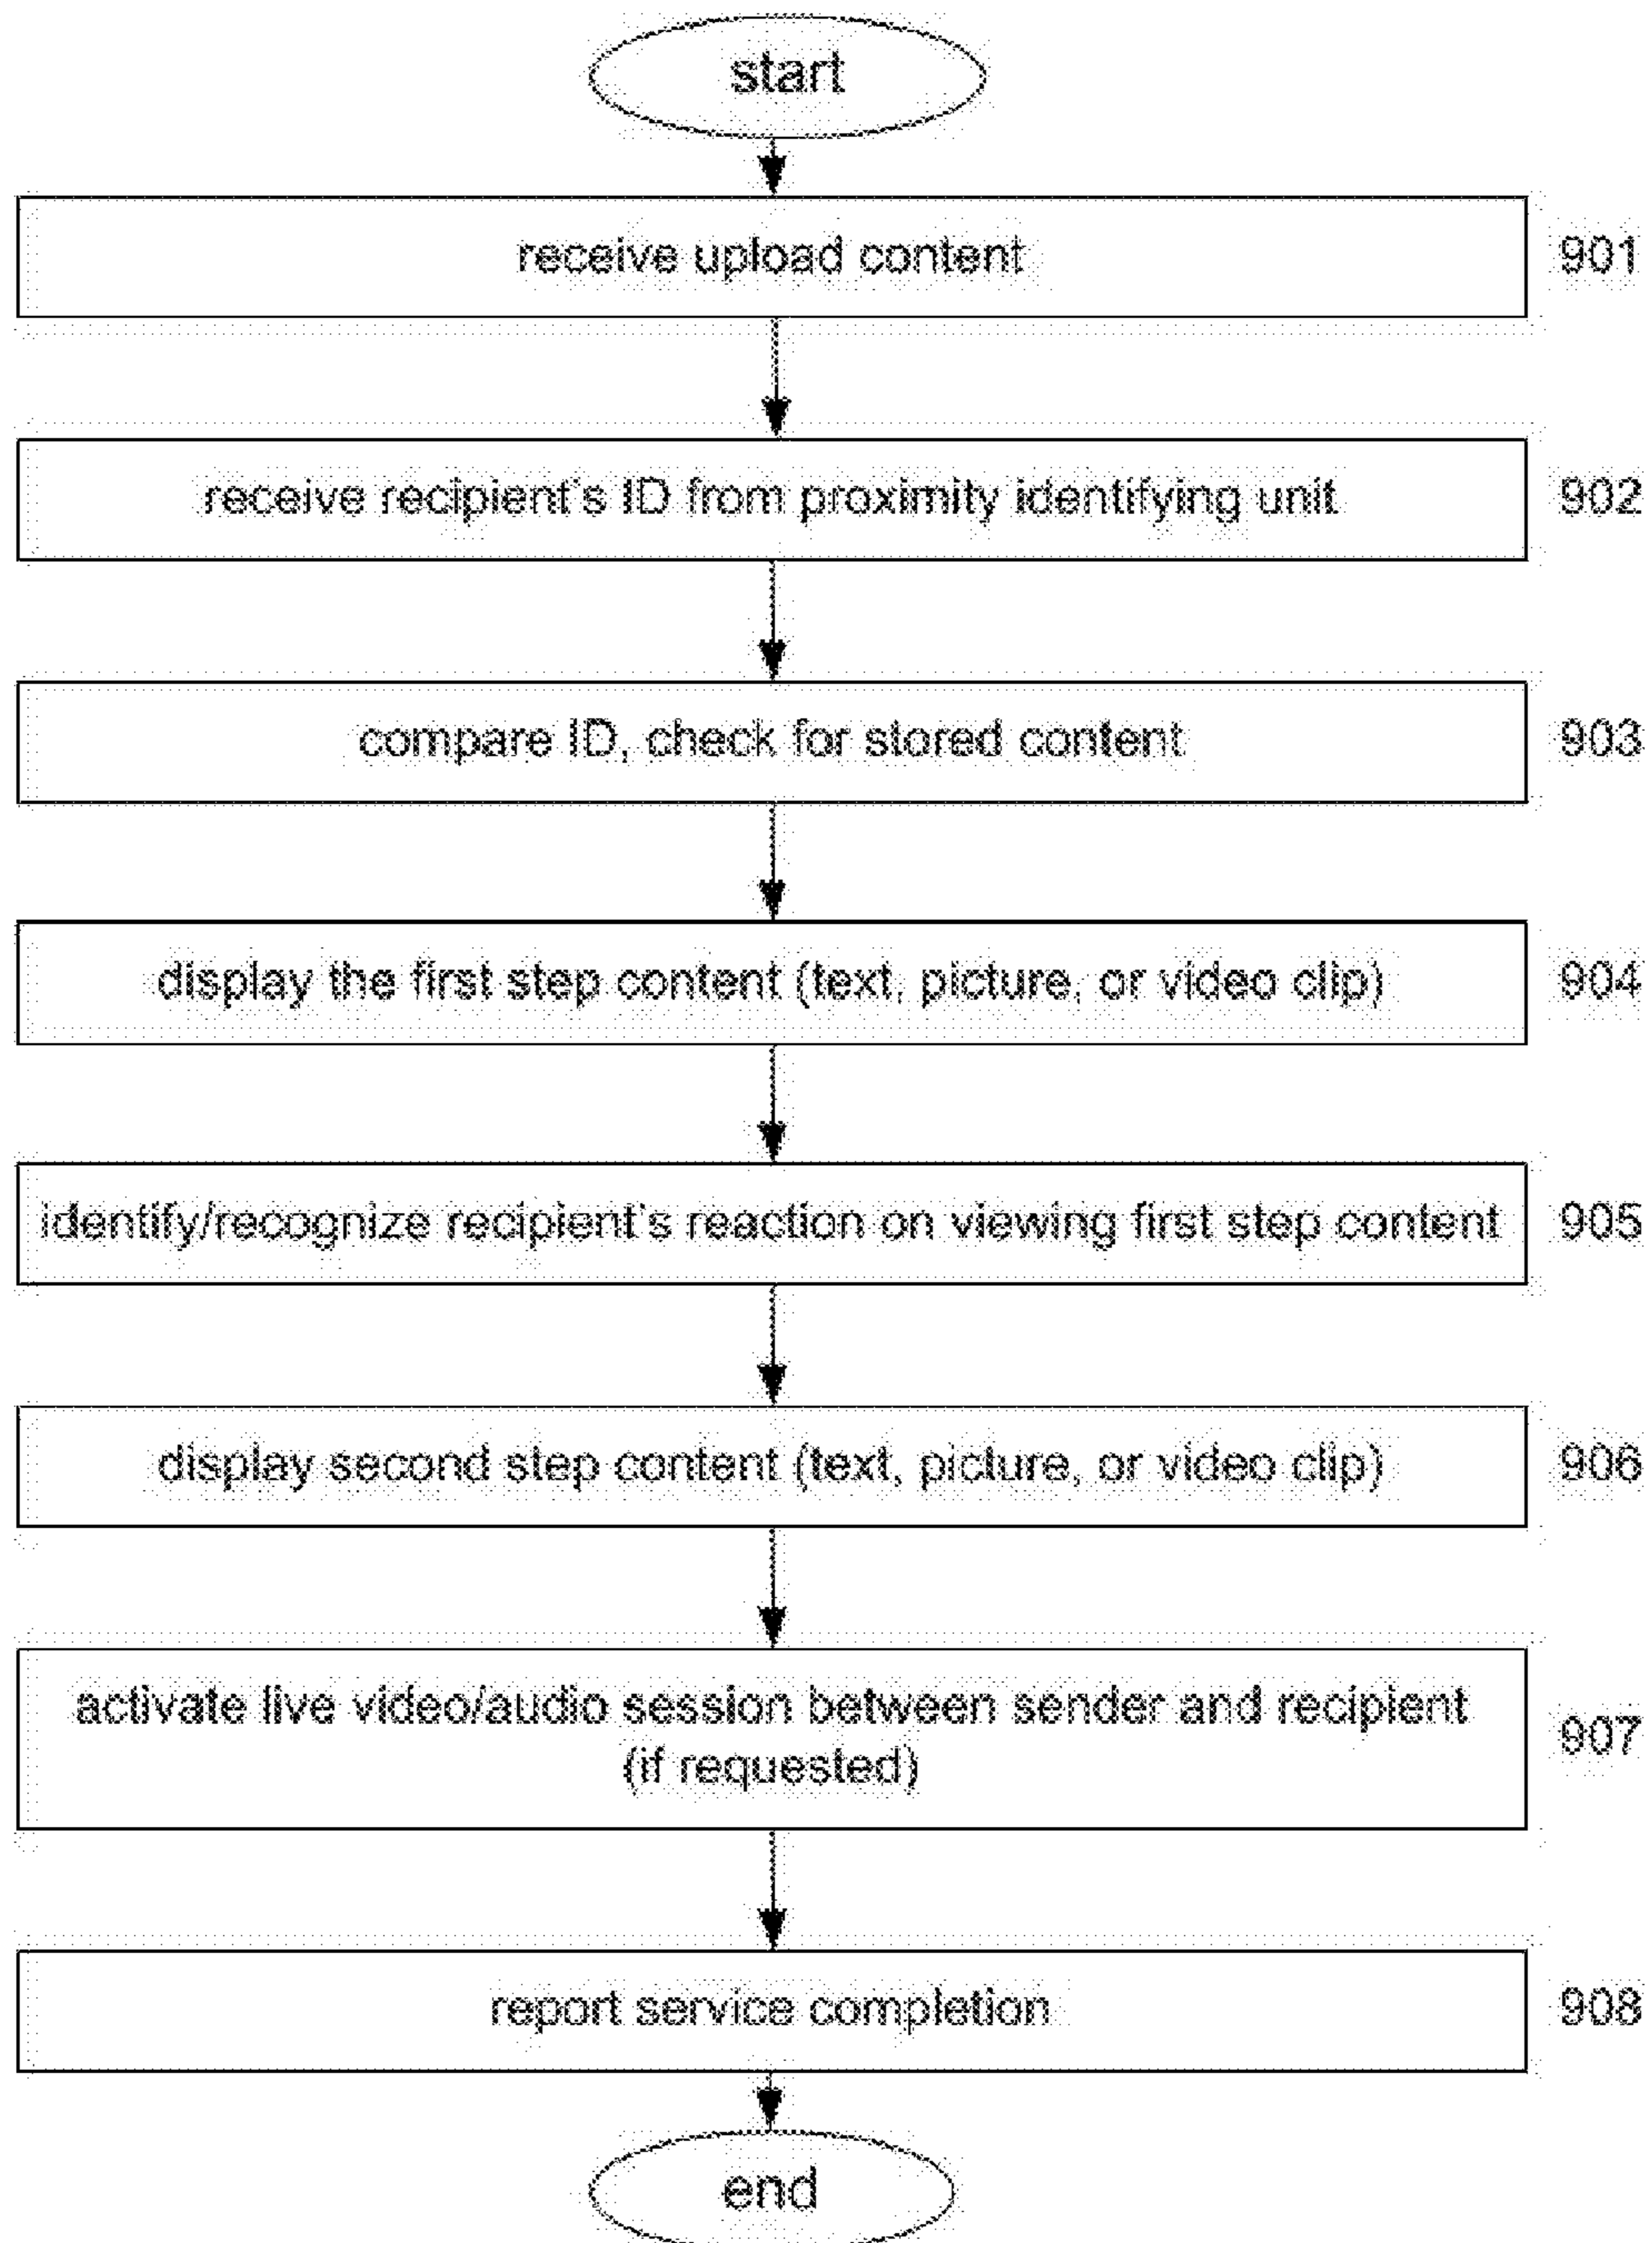 start
receive upload content
901
receive recipient's ID from proximity identifying unit
902
compare ID, check for stored content
903
display the first step content (text, picture, or video clip)
904
identify/recognize recipient's reaction on viewing first step content
905
display second step content (text, picture, or video clip)
906
activate live video/audio session between sender and recipient
(if requested)
907
report service completion
908
end